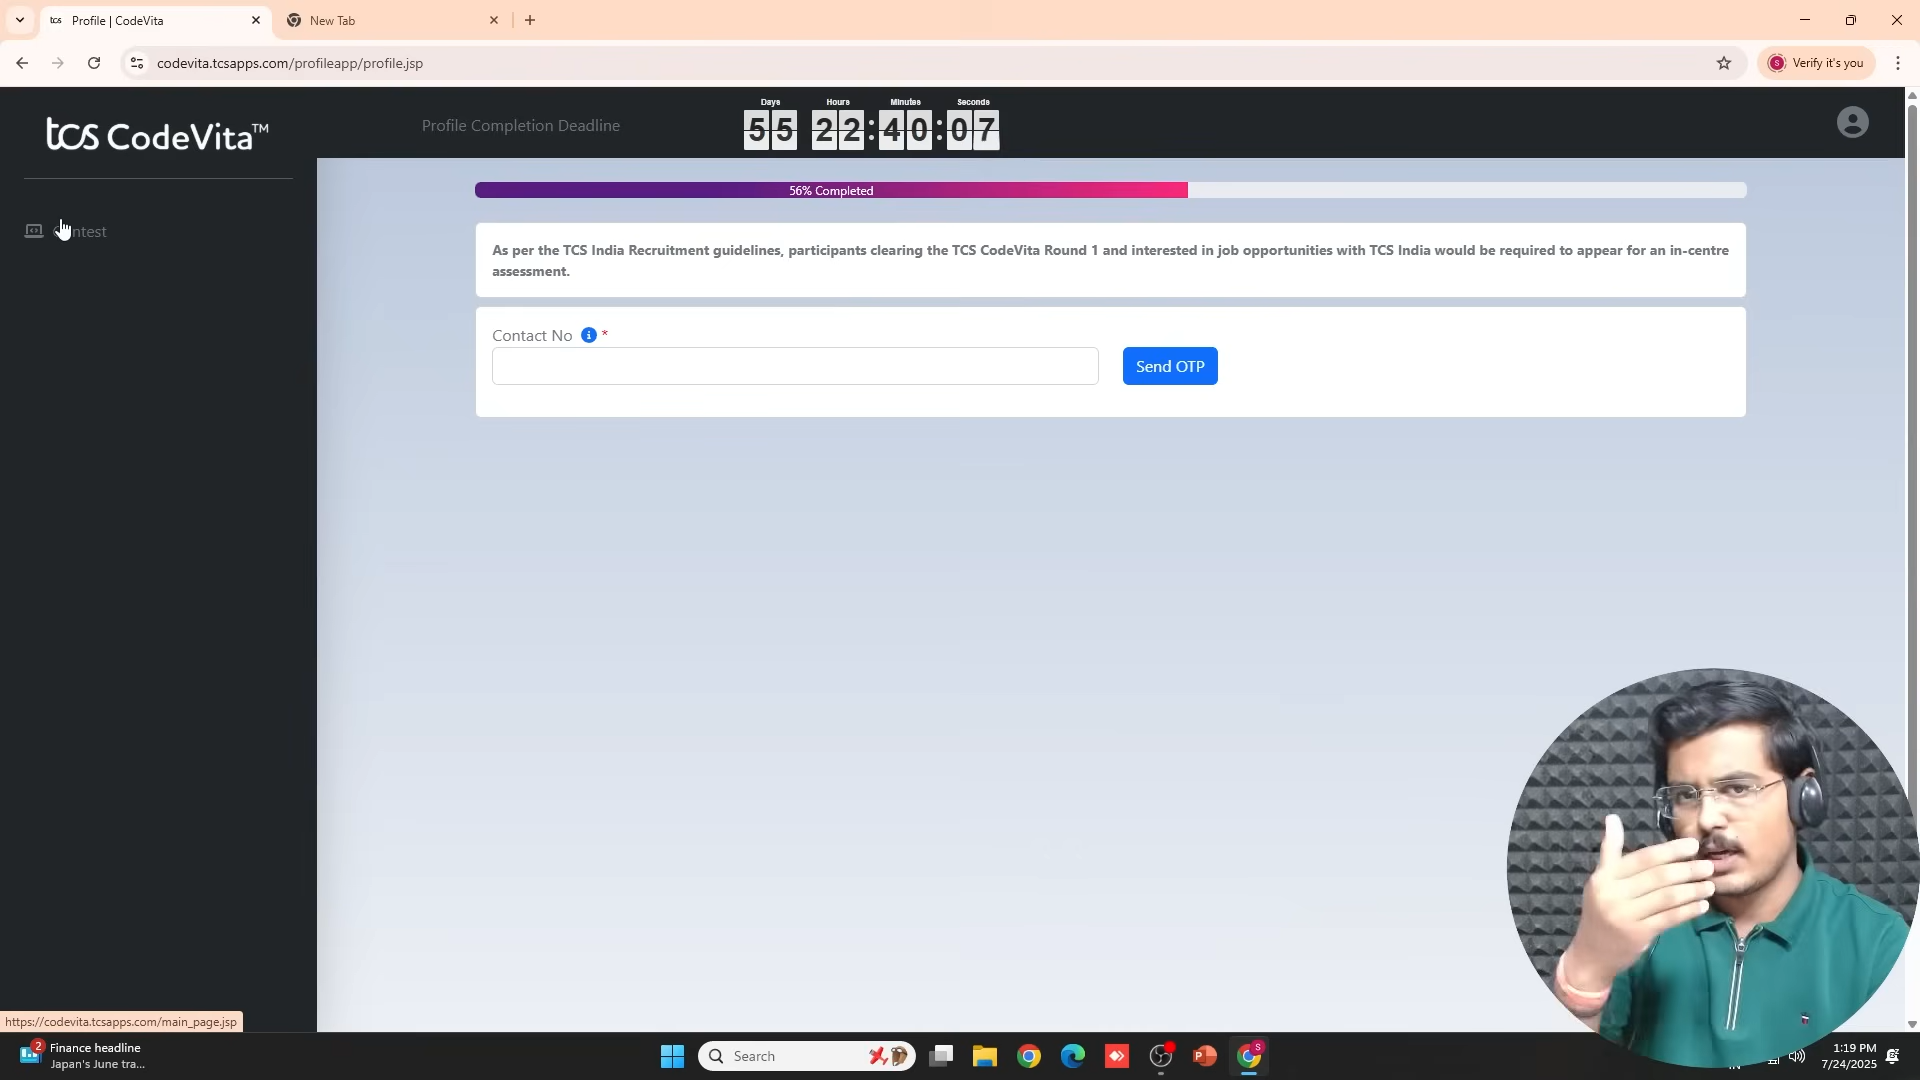 tcs Profile | CodeVita
New Tab
codevita.tcsapps.com/profileapp/profile.jsp
S Verify it's you
tcs CodeVita™
Profile Completion Deadline
Days Hours Minutes Seconds
55 22:40:07
56% Completed
Contest
As per the TCS India Recruitment guidelines, participants clearing the TCS CodeVita Round 1 and interested in job opportunities with TCS India would be required to appear for an in-centre
assessment.
Contact No i *
Send OTP
https://codevita.tcsapps.com/main_page.jsp
2 Finance headline
Japan's June tra...
Search
S
1:19 PM
7/24/2025